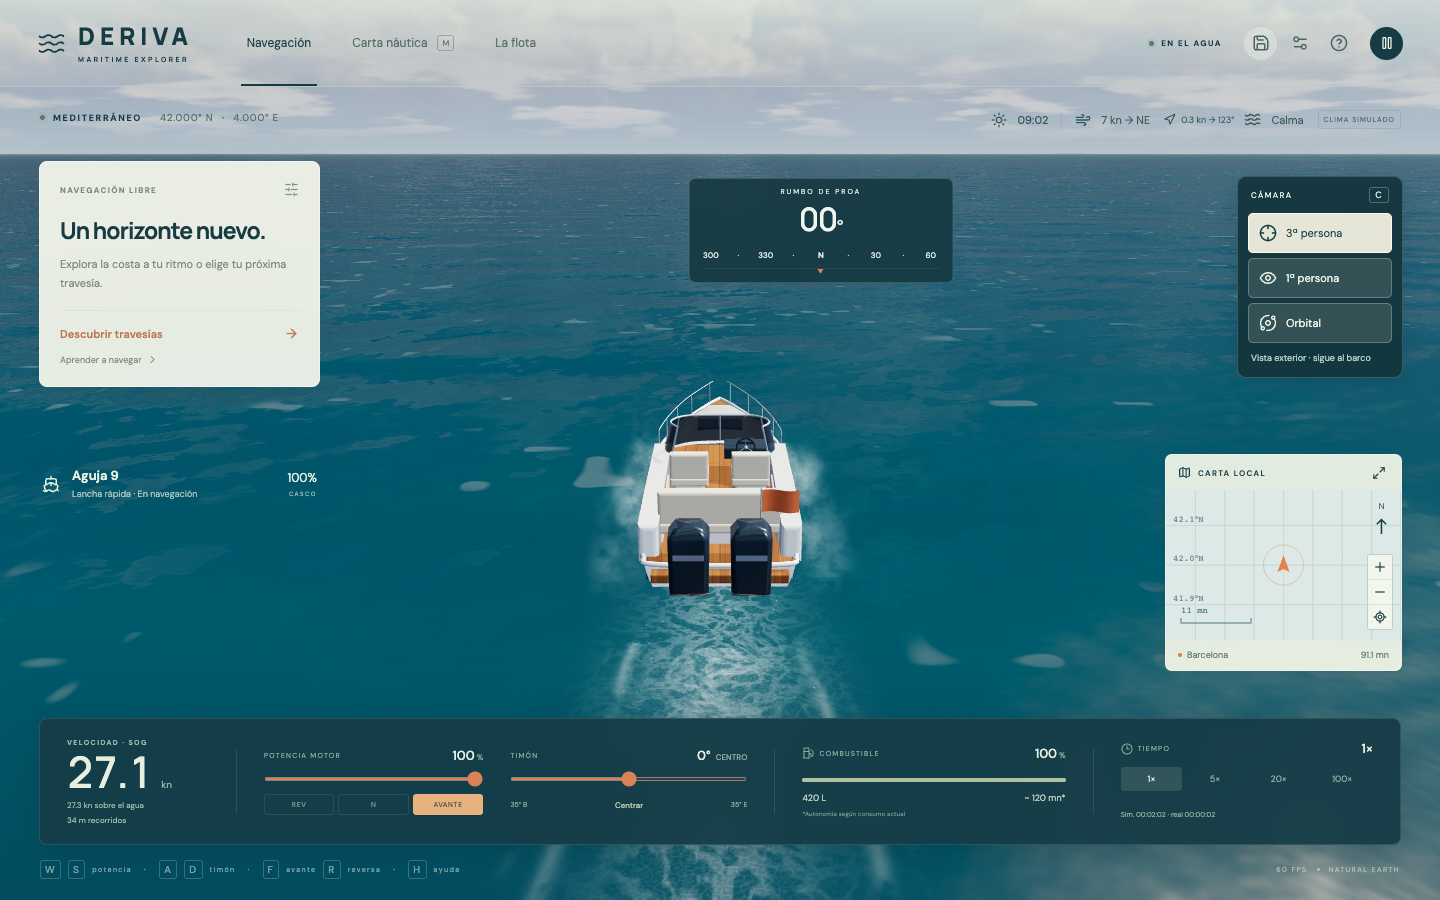 DERIVA
MARITIME EXPLORER
Navegación
Carta náutica M
La flota
EN EL AGUA
MEDITERRÁNEO 42.000° N · 4.000° E
09:02
7 kn → NE
0.3 kn → 123°
Calma
CLIMA SIMULADO
NAVEGACIÓN LIBRE
Un horizonte nuevo.
Explora la costa a tu ritmo o elige tu próxima
travesía.
Descubrir travesías →
Aprender a navegar >
RUMBO DE PROA
00°
300 · 330 · N · 30 · 60
CÁMARA C
3ª persona
1ª persona
Orbital
Vista exterior · sigue al barco
Aguja 9
Lancha rápida · En navegación
100%
CASCO
CARTA LOCAL
N
42.1°N
42.0°N
41.9°N
11 mn
+
−
Barcelona 91.1 mn
VELOCIDAD · SOG
27.1 kn
27.3 kn sobre el agua
34 m recorridos
POTENCIA MOTOR 100 %
REV N AVANTE
TIMÓN 0° CENTRO
35° B Centrar 35° E
COMBUSTIBLE 100 %
420 L ~ 120 mn*
*Autonomía según consumo actual
TIEMPO 1×
1× 5× 20× 100×
Sim. 00:02:02 · real 00:00:02
W S potencia · A D timón · F avante R reversa · H ayuda
60 FPS • NATURAL EARTH